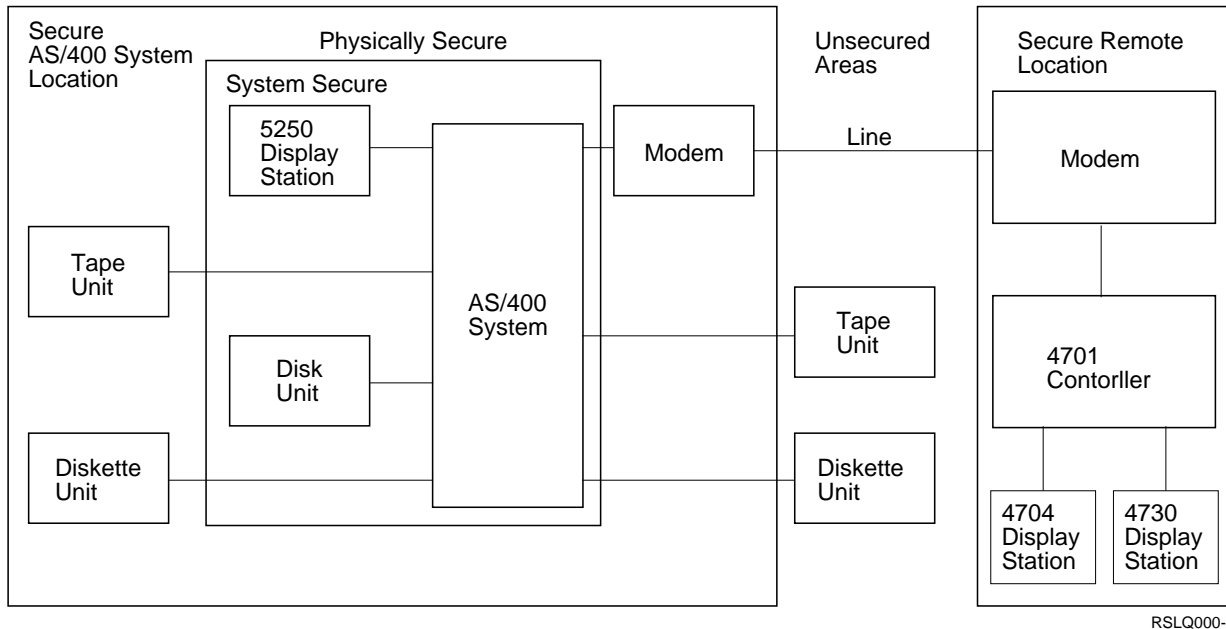 Secure
AS/400 System
Location
Physically Secure
System Secure
5250
Display
Station
Tape
Unit
Disk
Unit
Diskette
Unit
AS/400
System
Modem
Unsecured
Areas
Line
Tape
Unit
Diskette
Unit
Secure Remote
Location
Modem
4701
Contorller
4704
Display
Station
4730
Display
Station
RSLQ000-